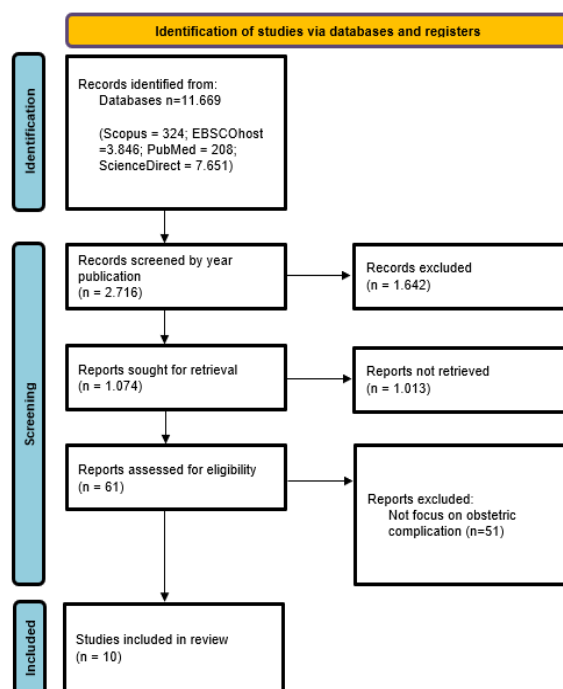 Identification of studies via databases and registers
Identification
Records identified from:
Databases n=11.669
(Scopus = 324; EBSCOhost
=3.846; PubMed = 208;
ScienceDirect = 7.651)
Screening
Records screened by year
publication
(n = 2.716)
Records excluded
(n = 1.642)
Reports sought for retrieval
(n = 1.074)
Reports not retrieved
(n = 1.013)
Reports assessed for eligibility
(n = 61)
Reports excluded:
Not focus on obstetric
complication (n=51)
Included
Studies included in review
(n = 10)